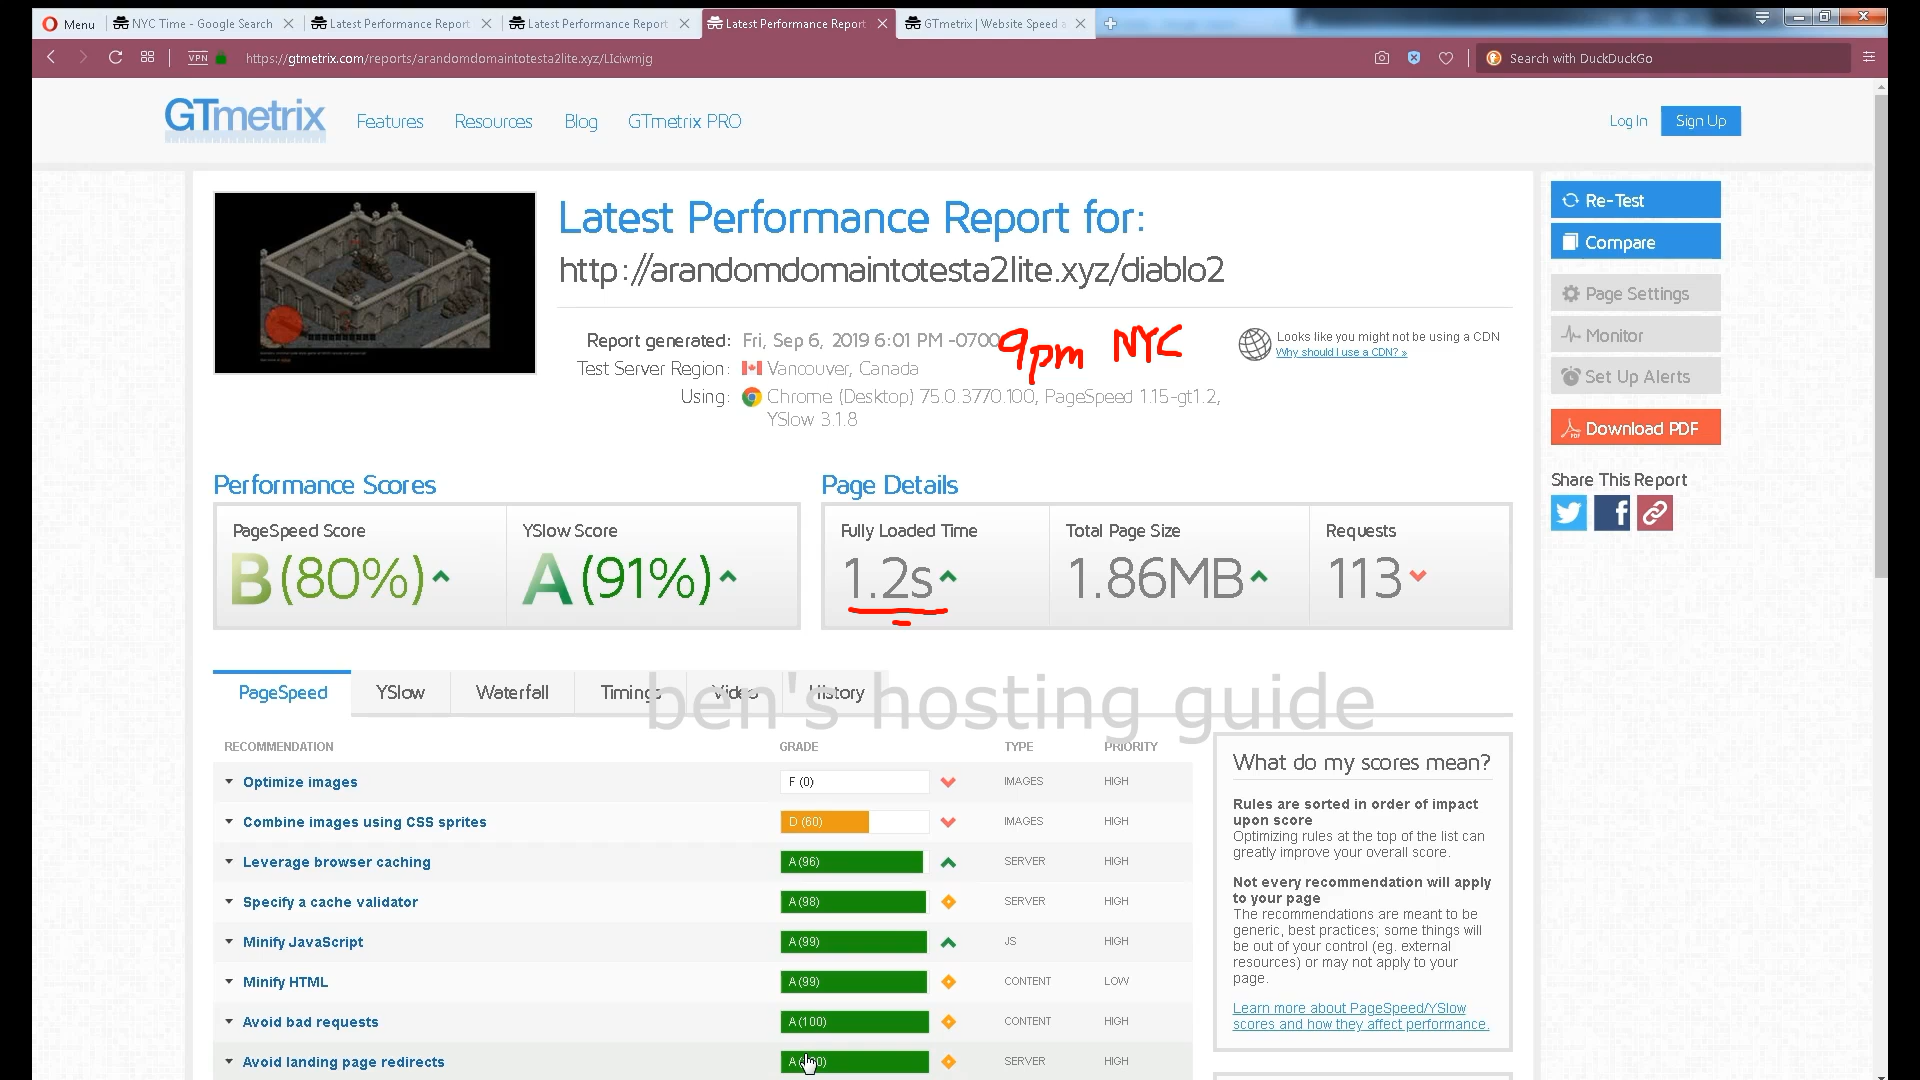 Menu
NYC Time - Google Search
Latest Performance Report
Latest Performance Report
Latest Performance Report
GTmetrix | Website Speed a
VPN
https://gtmetrix.com/reports/arandomdomaintotesta2lite.xyz/LIciwmjg
Search with DuckDuckGo
GTmetrix
Features
Resources
Blog
GTmetrix PRO
Log In
Sign Up
Latest Performance Report for:
http://arandomdomaintotesta2lite.xyz/diablo2
Report generated: Fri, Sep 6, 2019 6:01 PM -0700
9pm NYC
Test Server Region: Vancouver, Canada
Using: Chrome (Desktop) 75.0.3770.100, PageSpeed 1.15-gt1.2,
YSlow 3.1.8
Looks like you might not be using a CDN
Why should I use a CDN? »
Re-Test
Compare
Page Settings
Monitor
Set Up Alerts
Download PDF
Share This Report
Performance Scores
PageSpeed Score
B (80%)
YSlow Score
A (91%)
Page Details
Fully Loaded Time
1.2s
Total Page Size
1.86MB
Requests
113
PageSpeed
YSlow
Waterfall
Timings
Video
History
ben's hosting guide
RECOMMENDATION GRADE TYPE PRIORITY
Optimize images F (0) IMAGES HIGH
Combine images using CSS sprites D (60) IMAGES HIGH
Leverage browser caching A (96) SERVER HIGH
Specify a cache validator A (98) SERVER HIGH
Minify JavaScript A (99) JS HIGH
Minify HTML A (99) CONTENT LOW
Avoid bad requests A (100) CONTENT HIGH
Avoid landing page redirects SERVER HIGH
What do my scores mean?
Rules are sorted in order of impact
upon score
Optimizing rules at the top of the list can
greatly improve your overall score.
Not every recommendation will apply
to your page
The recommendations are meant to be
generic, best practices; some things will
be out of your control (eg. external
resources) or may not apply to your
page.
Learn more about PageSpeed/YSlow
scores and how they affect performance.